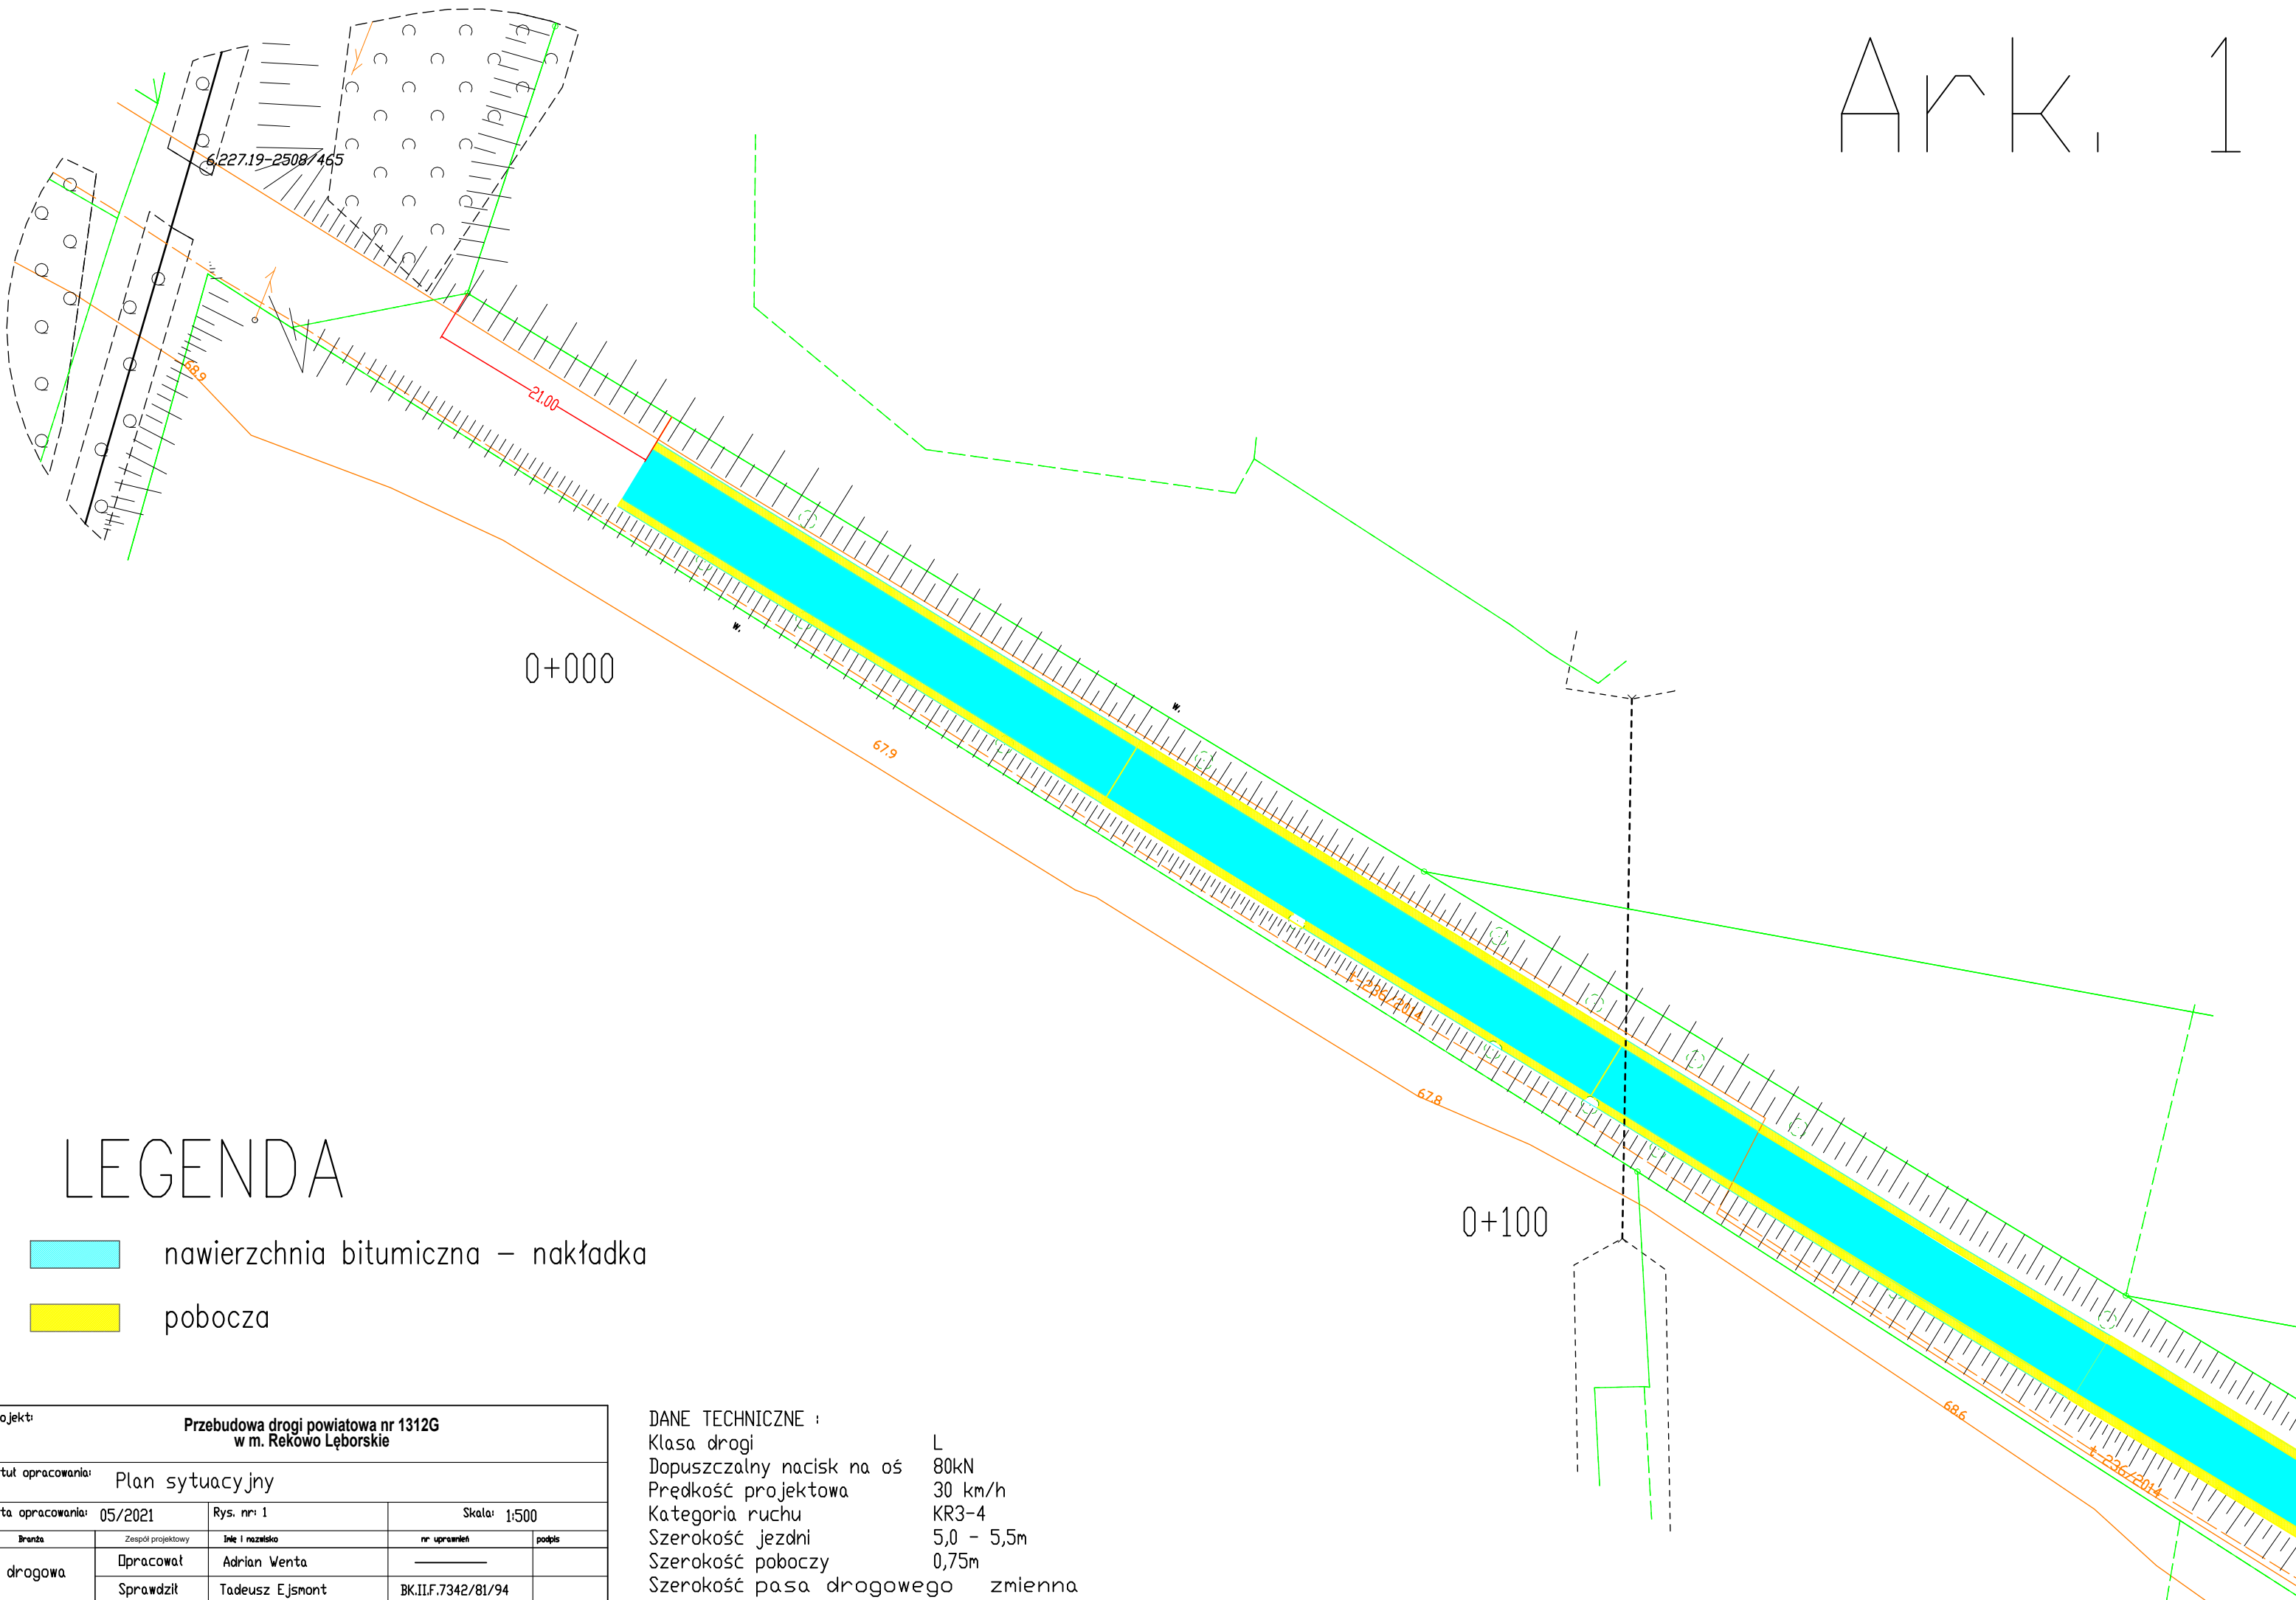 Ark. 1
6.227.19-2508/465
68.9
21.00
w.
0+000
w.
67.9
t-236/2014
67.8
0+100
LEGENDA
nawierzchnia bitumiczna – nakładka
pobocza
68.6
t-236/2014
ojekt:
Przebudowa drogi powiatowa nr 1312G
w m. Rekowo Lęborskie
tuł opracowania: Plan sytuacyjny
ta opracowania: 05/2021 Rys. nr: 1 Skala: 1:500
Branża Zespół projektowy Imię i nazwisko nr uprawnień podpis
drogowa
Opracował Adrian Wenta
Sprawdził Tadeusz Ejsmont BK.II.F.7342/81/94
DANE TECHNICZNE :
Klasa drogi L
Dopuszczalny nacisk na oś 80kN
Prędkość projektowa 30 km/h
Kategoria ruchu KR3-4
Szerokość jezdni 5,0 - 5,5m
Szerokość poboczy 0,75m
Szerokość pasa drogowego zmienna